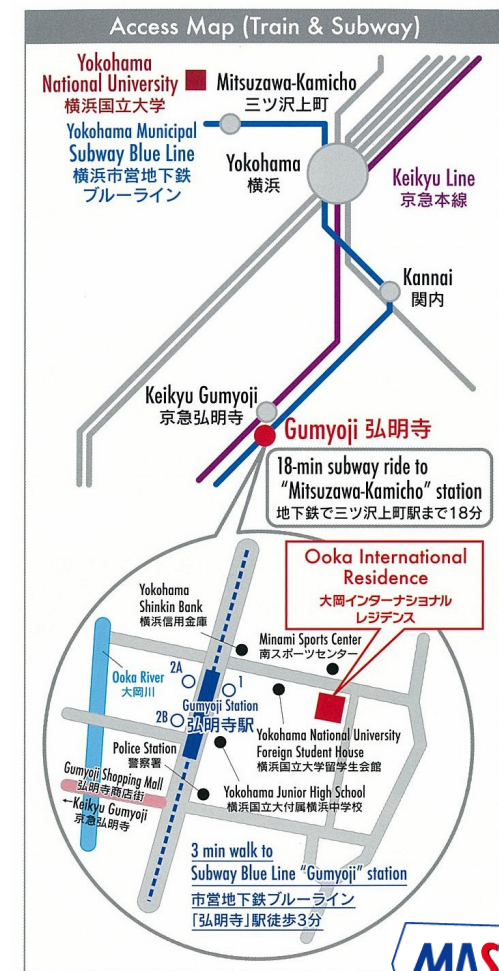 Access Map (Train & Subway)
Yokohama
National University
横浜国立大学
Mitsuzawa-Kamicho
三ツ沢上町
Yokohama Municipal
Subway Blue Line
横浜市営地下鉄
ブルーライン
Yokohama
横浜
Keikyu Line
京急本線
Kannai
関内
Keikyu Gumyoji
京急弘明寺
Gumyoji 弘明寺
18-min subway ride to
"Mitsuzawa-Kamicho" station
地下鉄で三ツ沢上町駅まで18分
Ooka International
Residence
大岡インターナショナル
レジデンス
Yokohama
Shinkin Bank
横浜信用金庫
Minami Sports Center
南スポーツセンター
Ooka River
大岡川
2A
1
Gumyoji Station
弘明寺駅
2B
Yokohama National University
Foreign Student House
横浜国立大学留学生会館
Police Station
警察署
Gumyoji Shopping Mall
弘明寺商店街
←Keikyu Gumyoji
京急弘明寺
Yokohama Junior High School
横浜国立大付属横浜中学校
3 min walk to
Subway Blue Line "Gumyoji" station
市営地下鉄ブルーライン
「弘明寺」駅徒歩3分